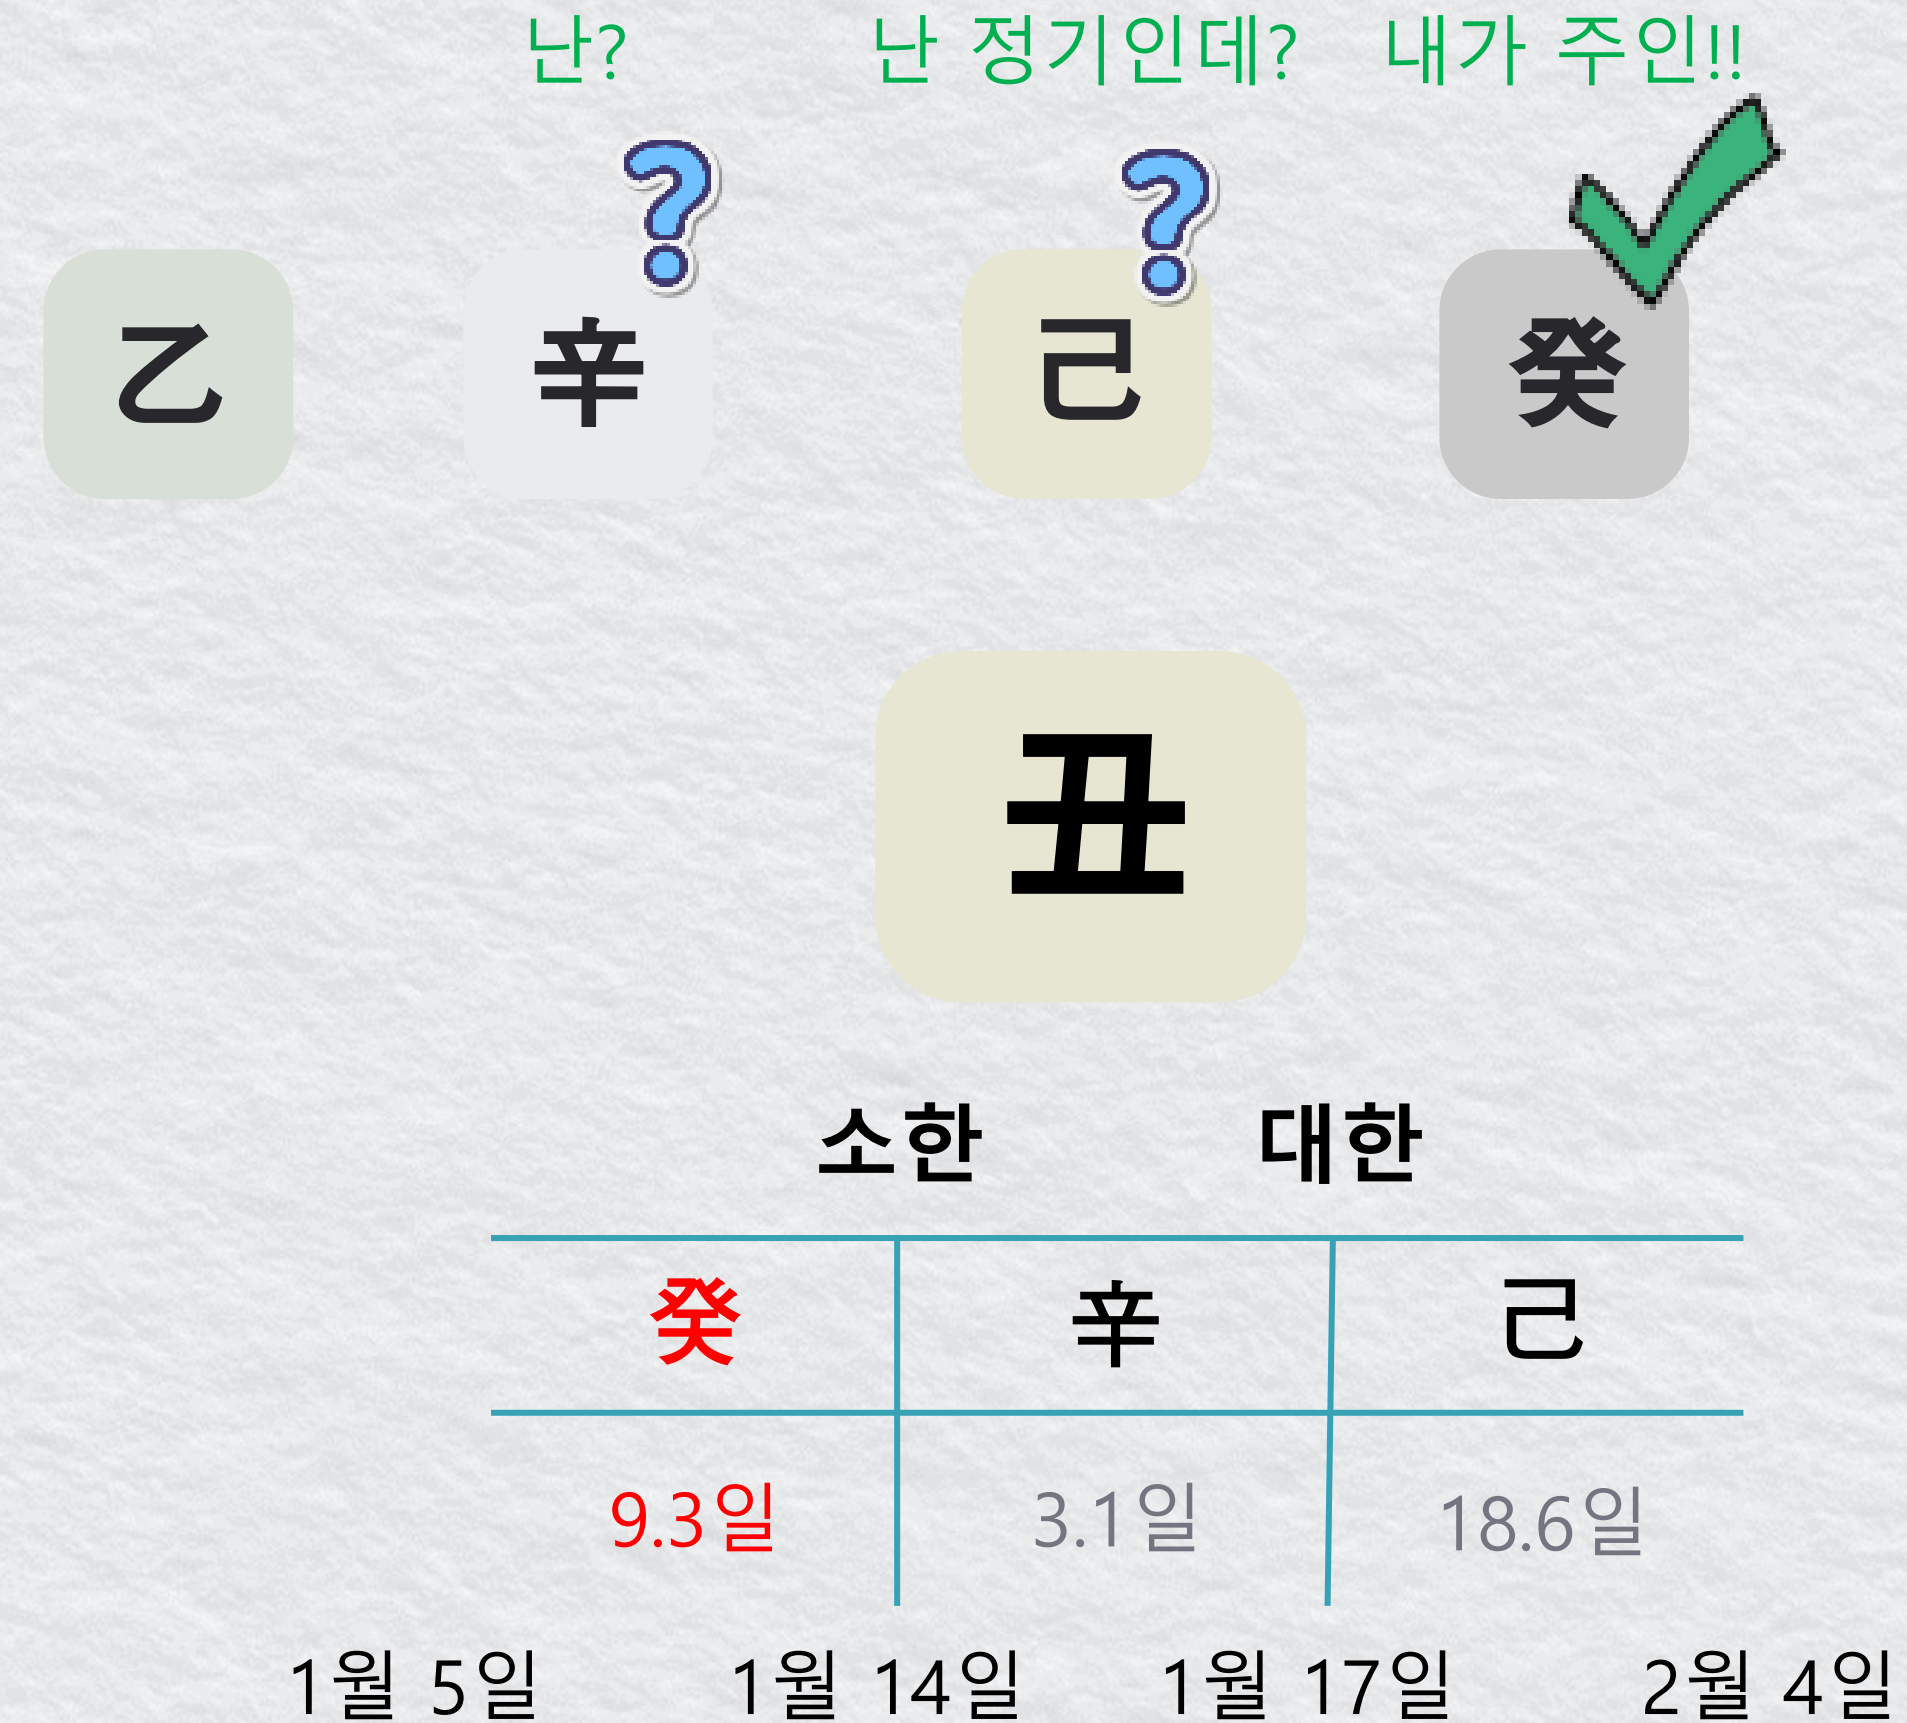 난? 난 정기인데? 내가 주인!!
乙 辛 己 癸
丑
소한 대한
癸 辛 己
9.3일 3.1일 18.6일
1월 5일 1월 14일 1월 17일 2월 4일